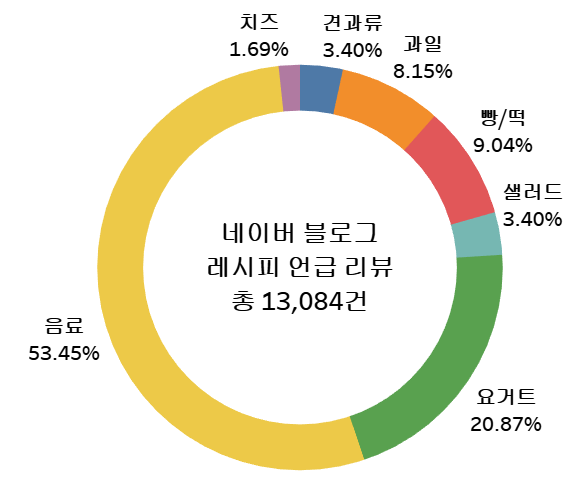 치즈
1.69%
견과류
3.40%
과일
8.15%
빵/떡
9.04%
샐러드
3.40%
네이버 블로그
레시피 언급 리뷰
총 13,084건
음료
53.45%
요거트
20.87%